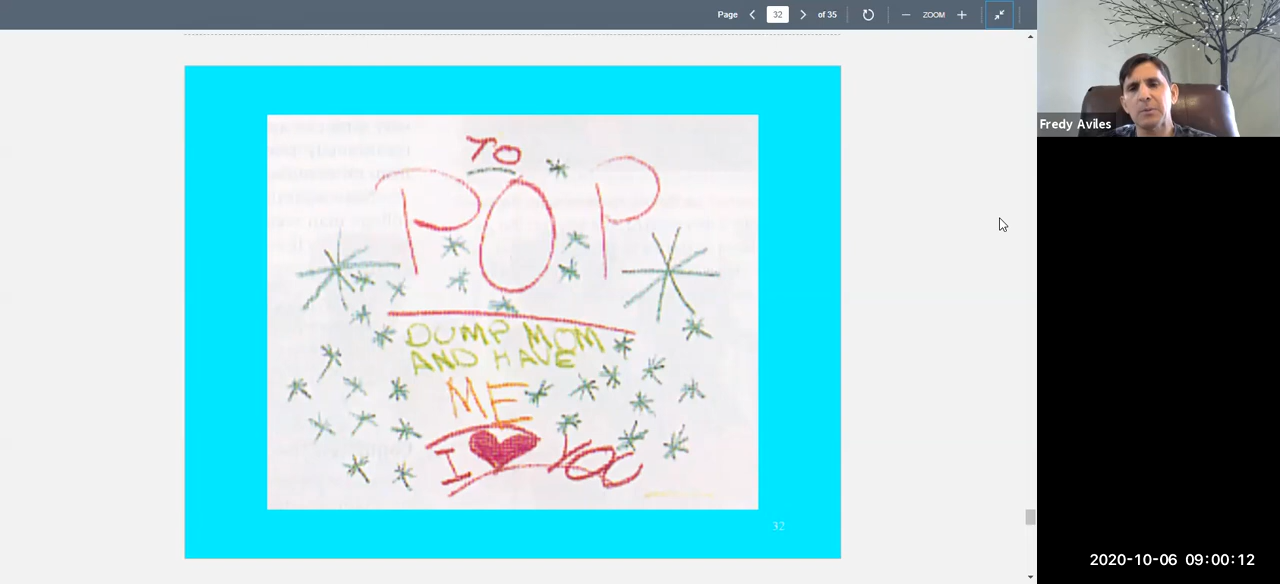 Page 32 of 35 ZOOM
Fredy Aviles
TO
POP
DUMP MOM
AND HAVE
ME
I YOU
32
2020-10-06 09:00:12